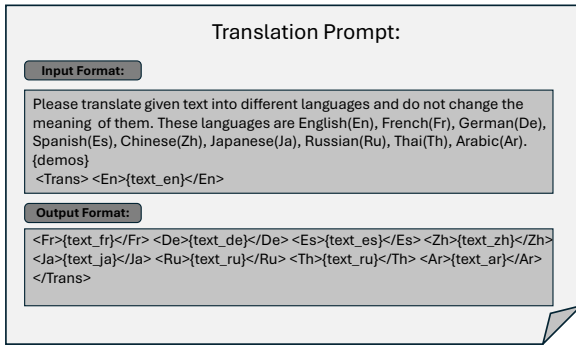 Translation Prompt:
Input Format:
Please translate given text into different languages and do not change the
meaning of them. These languages are English(En), French(Fr), German(De),
Spanish(Es), Chinese(Zh), Japanese(Ja), Russian(Ru), Thai(Th), Arabic(Ar).
{demos}
<Trans> <En>{text_en}</En>
Output Format:
<Fr>{text_fr}</Fr> <De>{text_de}</De> <Es>{text_es}</Es> <Zh>{text_zh}</Zh>
<Ja>{text_ja}</Ja> <Ru>{text_ru}</Ru> <Th>{text_ru}</Th> <Ar>{text_ar}</Ar>
</Trans>